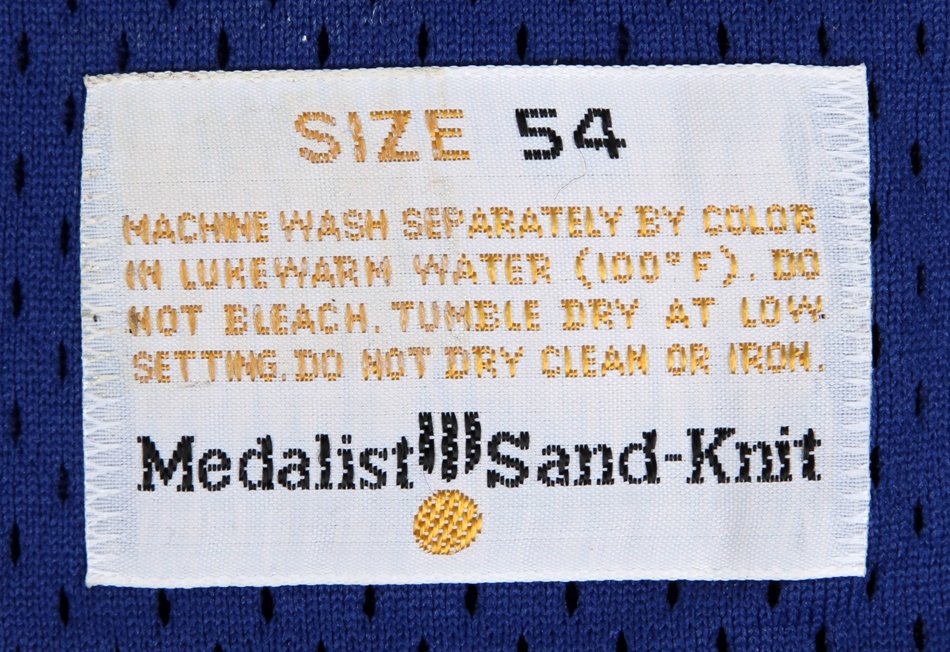 SIZE 54
MACHINE WASH SEPARATELY BY COLOR
IN LUKEWARM WATER (100°F). DO
NOT BLEACH. TUMBLE DRY AT LOW
SETTING. DO NOT DRY CLEAN OR IRON.
Medalist Sand-Knit